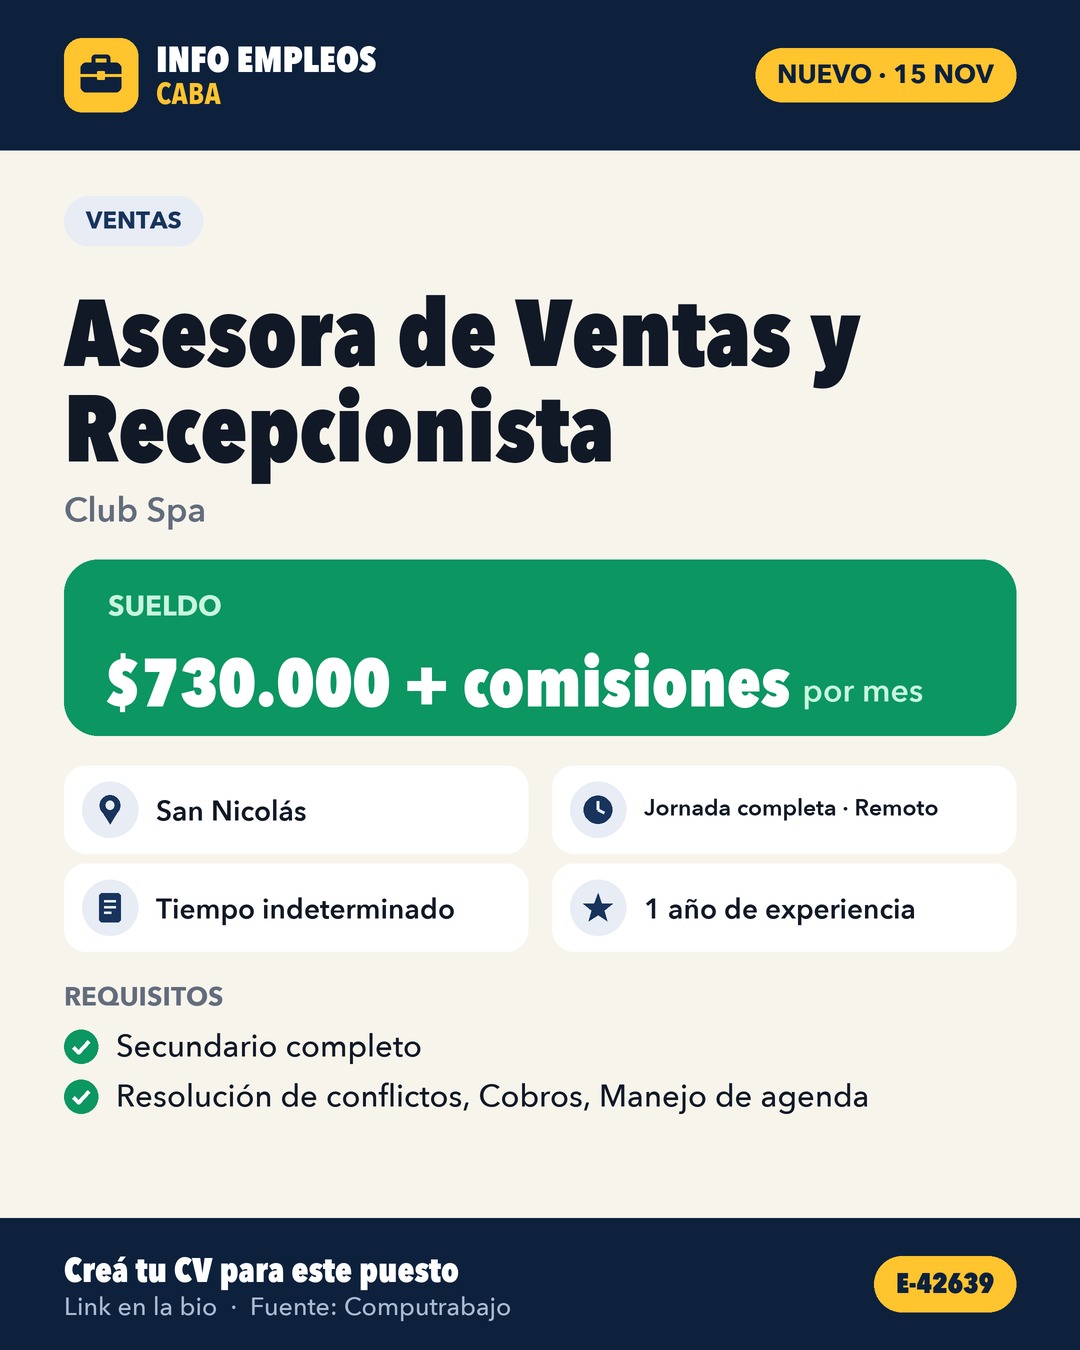 INFO EMPLEOS
CABA
NUEVO · 15 NOV
VENTAS
Asesora de Ventas y
Recepcionista
Club Spa
SUELDO
$730.000 + comisiones por mes
San Nicolás
Jornada completa · Remoto
Tiempo indeterminado
1 año de experiencia
REQUISITOS
Secundario completo
Resolución de conflictos, Cobros, Manejo de agenda
Creá tu CV para este puesto
Link en la bio · Fuente: Computrabajo
E-42639